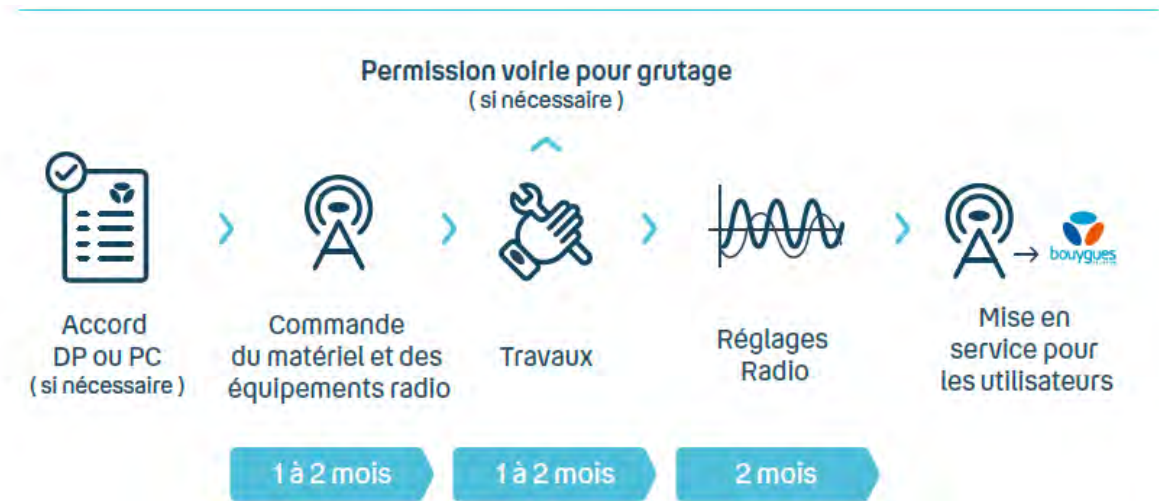 Permission voirie pour grutage
( si nécessaire )
bouygues
Accord
DP ou PC
( si nécessaire )
Commande
du matériel et des
équipements radio
Travaux
Réglages
Radio
Mise en
service pour
les utilisateurs
1 à 2 mois
1 à 2 mois
2 mois